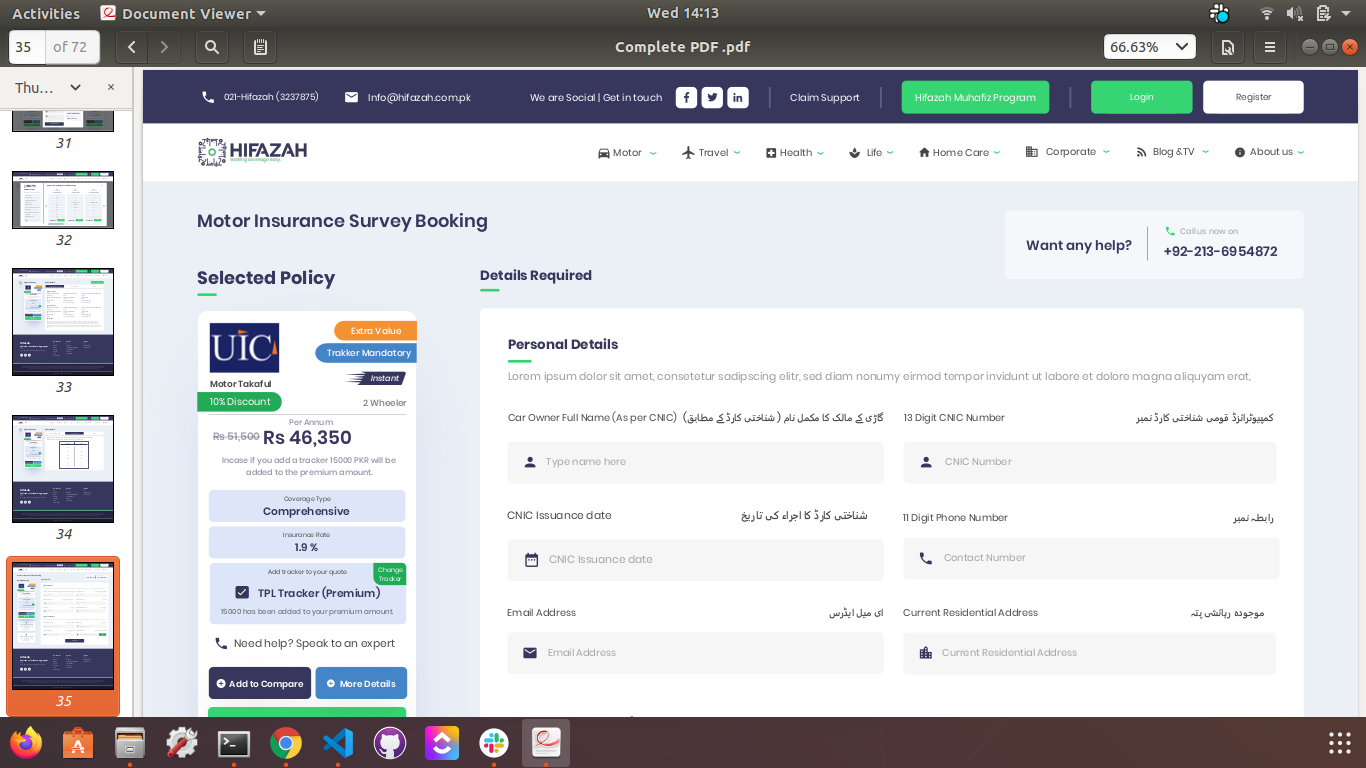 Activities
Document Viewer
Wed 14:13
35
of 72
Complete PDF .pdf
66.63%
Thu…
31
32
33
34
35
021-Hifazah (3237875)
Info@hifazah.com.pk
We are Social | Get in touch
Claim Support
Hifazah Muhafiz Program
Login
Register
HIFAZAH
Motor
Travel
Health
Life
Home Care
Corporate
Blog &TV
About us
Motor Insurance Survey Booking
Want any help?
Call us now on
+92-213-6954872
Selected Policy
Details Required
UIC
Extra Value
Trakker Mandatory
Instant
Motor Takaful
10% Discount
2 Wheeler
Per Annum
Rs 51,500 Rs 46,350
Incase if you add a tracker 15000 PKR will be
added to the premium amount.
Coverage Type
Comprehensive
Insurance Rate
1.9 %
Add tracker to your quote
Change
Tracker
TPL Tracker (Premium)
15000 has been added to your premium amount.
Need help? Speak to an expert
Add to Compare
More Details
Personal Details
Lorem ipsum dolor sit amet, consetetur sadipscing elitr, sed diam nonumy eirmod tempor invidunt ut labore et dolore magna aliquyam erat,
Car Owner Full Name (As per CNIC)
گاڑی کے مالک کا مکمل نام (شناختی کارڈ کے مطابق)
13 Digit CNIC Number
کمپیوٹرائزڈ قومی شناختی کارڈ نمبر
Type name here
CNIC Number
CNIC Issuance date
شناختی کارڈ کا اجراء کی تاریخ
11 Digit Phone Number
رابطہ نمبر
CNIC Issuance date
Contact Number
Email Address
ای میل ایڈرس
Current Residential Address
موجودہ رہائشی پتہ
Email Address
Current Residential Address